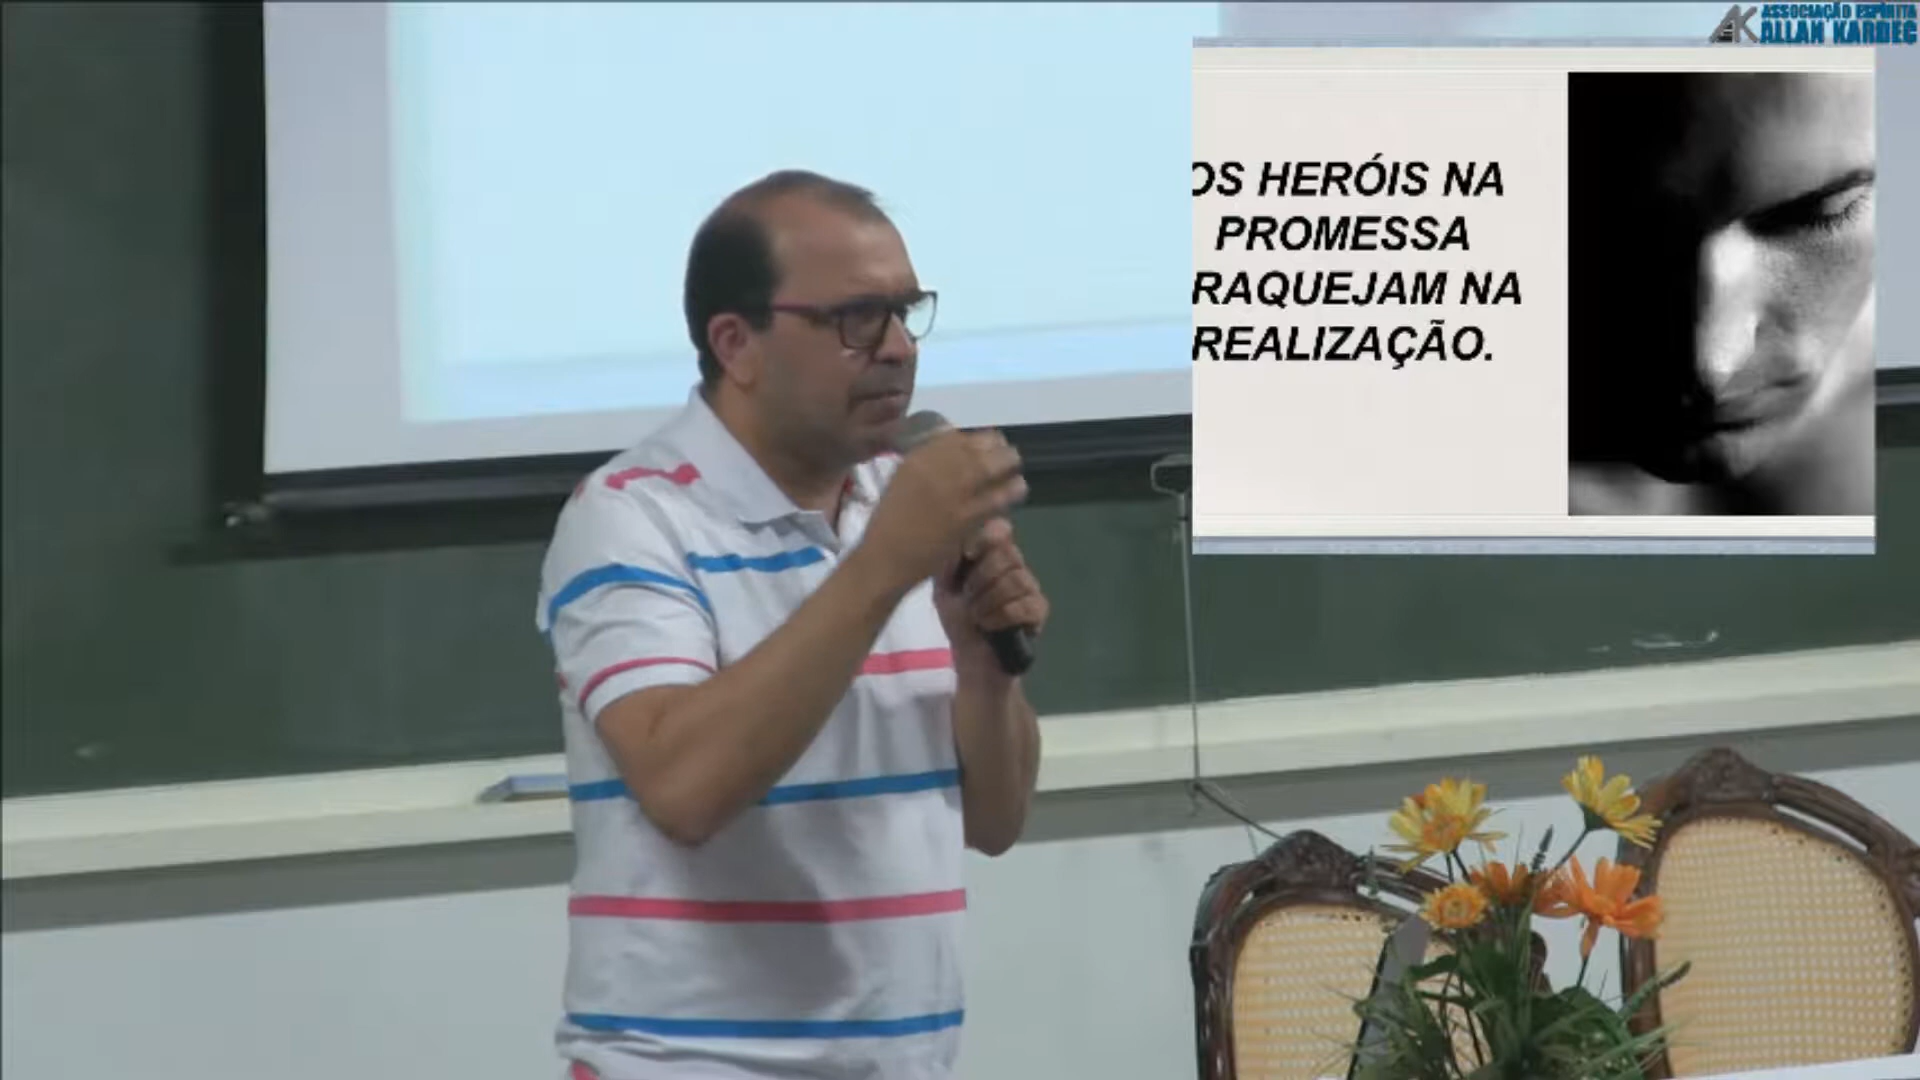 ASSOCIAÇÃO ESPÍRITA
ALLAN KARDEC
OS HERÓIS NA
PROMESSA
RAQUEJAM NA
REALIZAÇÃO.